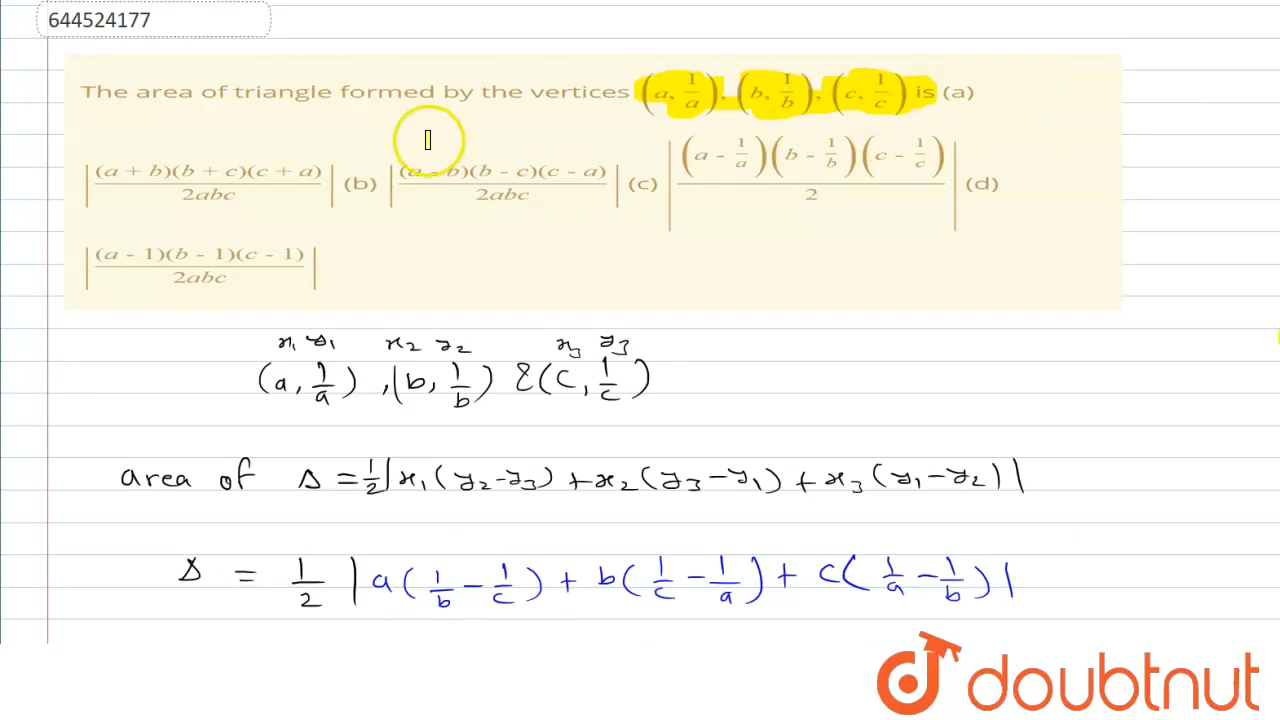 644524177
The area of triangle formed by the vertices (a, 1/a), (b, 1/b), (c, 1/c) is (a)
|(a + b)(b + c)(c + a)/2abc| (b) |(a - b)(b - c)(c - a)/2abc| (c) |(a - 1/a)(b - 1/b)(c - 1/c)/2| (d)
|(a - 1)(b - 1)(c - 1)/2abc|
x₁ y₁ x₂ y₂ x₃ y₃
(a, 1/a), (b, 1/b) & (c, 1/c)
area of Δ = 1/2 |x₁(y₂-y₃) + x₂(y₃-y₁) + x₃(y₁-y₂)|
Δ = 1/2 |a(1/b - 1/c) + b(1/c - 1/a) + c(1/a - 1/b)|
doubtnut